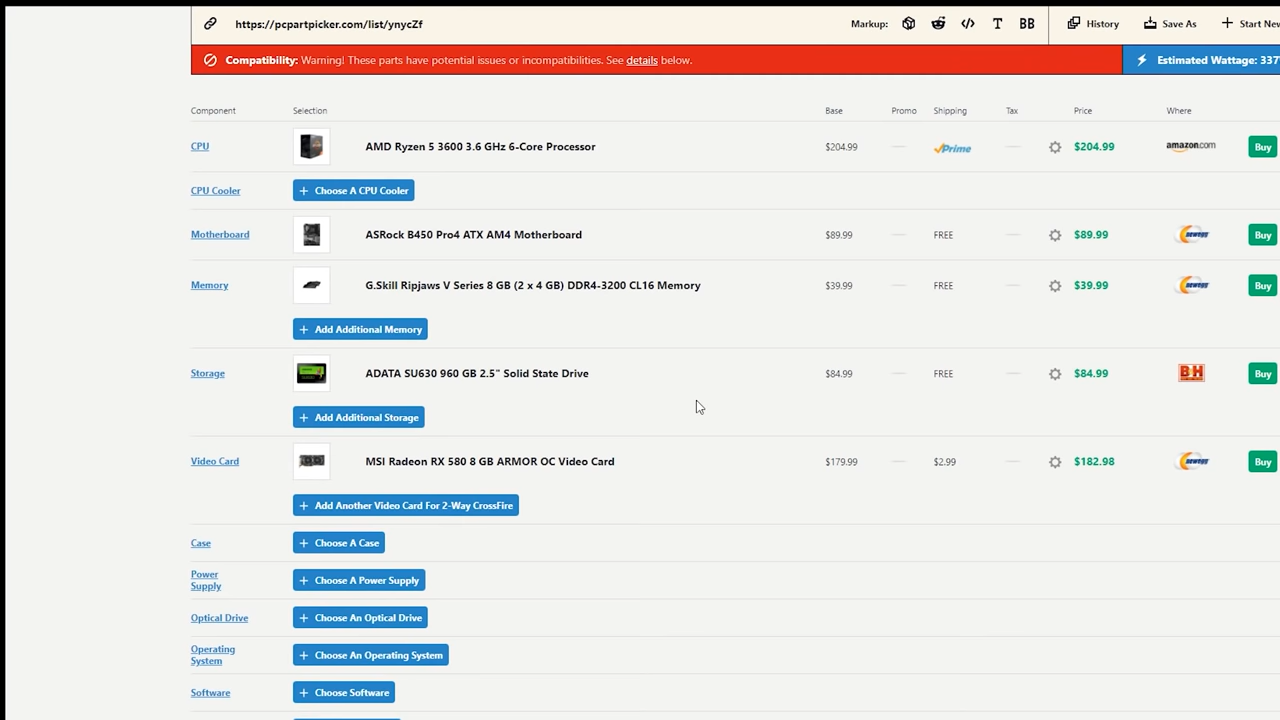 https://pcpartpicker.com/list/ynycZf Markup: T BB History Save As + Start New
Compatibility: Warning! These parts have potential issues or incompatibilities. See details below. Estimated Wattage: 337
Component Selection Base Promo Shipping Tax Price Where
CPU AMD Ryzen 5 3600 3.6 GHz 6-Core Processor $204.99 Prime $204.99 amazon.com Buy
CPU Cooler + Choose A CPU Cooler
Motherboard ASRock B450 Pro4 ATX AM4 Motherboard $89.99 FREE $89.99 newegg Buy
Memory G.Skill Ripjaws V Series 8 GB (2 x 4 GB) DDR4-3200 CL16 Memory $39.99 FREE $39.99 newegg Buy
+ Add Additional Memory
Storage ADATA SU630 960 GB 2.5" Solid State Drive $84.99 FREE $84.99 B&H Buy
+ Add Additional Storage
Video Card MSI Radeon RX 580 8 GB ARMOR OC Video Card $179.99 $2.99 $182.98 newegg Buy
+ Add Another Video Card For 2-Way CrossFire
Case + Choose A Case
Power
Supply + Choose A Power Supply
Optical Drive + Choose An Optical Drive
Operating
System + Choose An Operating System
Software + Choose Software